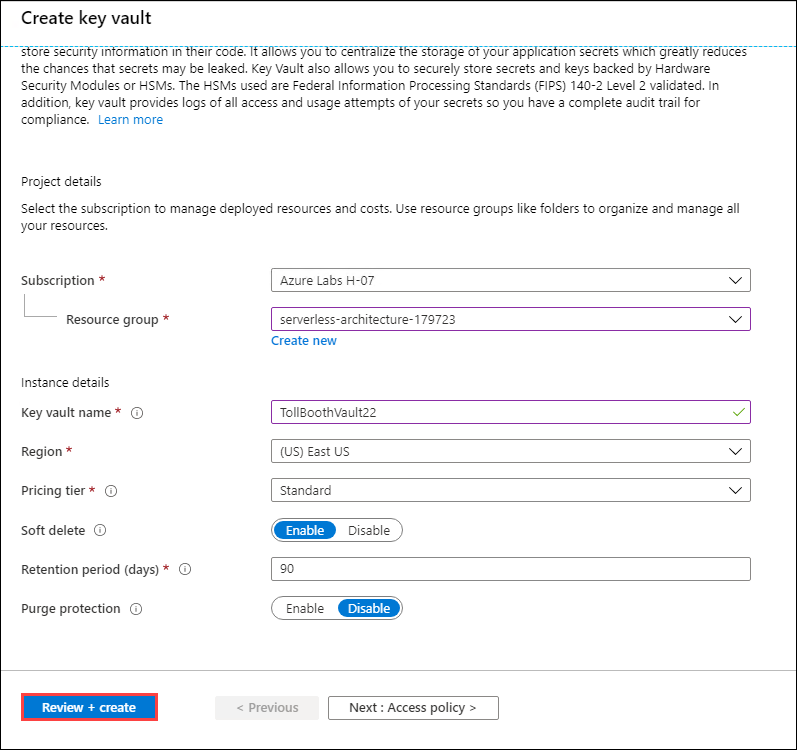 Create key vault
store security information in their code. It allows you to centralize the storage of your application secrets which greatly reduces
the chances that secrets may be leaked. Key Vault also allows you to securely store secrets and keys backed by Hardware
Security Modules or HSMs. The HSMs used are Federal Information Processing Standards (FIPS) 140-2 Level 2 validated. In
addition, key vault provides logs of all access and usage attempts of your secrets so you have a complete audit trail for
compliance. Learn more
Project details
Select the subscription to manage deployed resources and costs. Use resource groups like folders to organize and manage all
your resources.
Subscription * Azure Labs H-07
Resource group * serverless-architecture-179723
Create new
Instance details
Key vault name * TollBoothVault22
Region * (US) East US
Pricing tier * Standard
Soft delete Enable Disable
Retention period (days) * 90
Purge protection Enable Disable
Review + create < Previous Next : Access policy >